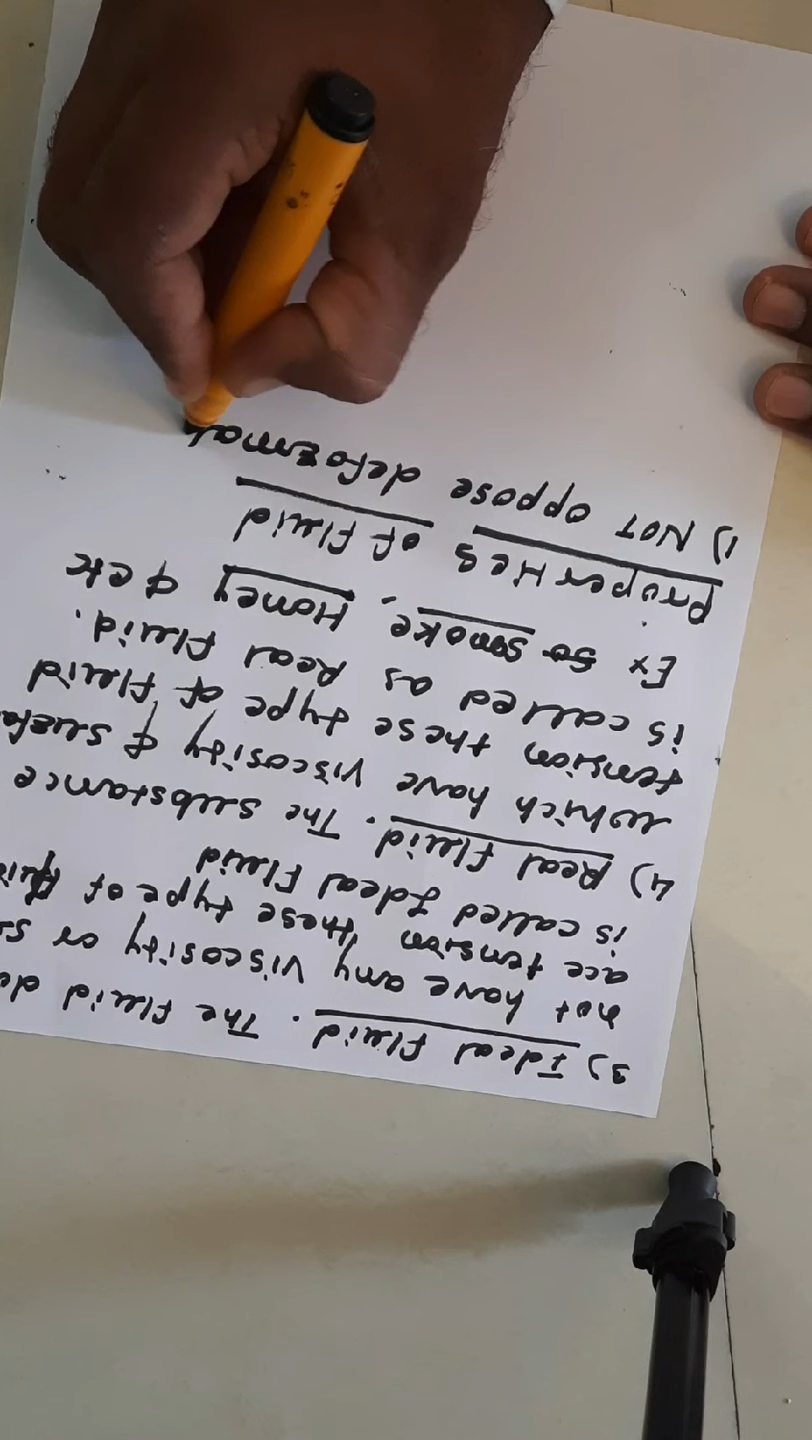 3) Ideal fluid. The fluid do
not have any viscosity or s
ace tension these type of
is called Ideal Fluid
4) Real fluid. The substance
which have viscosity & surfa
tension these type of fluid
is called as Real fluid.
Ex smoke, Honey & etc
Properties of fluid
1) NOT oppose deformat